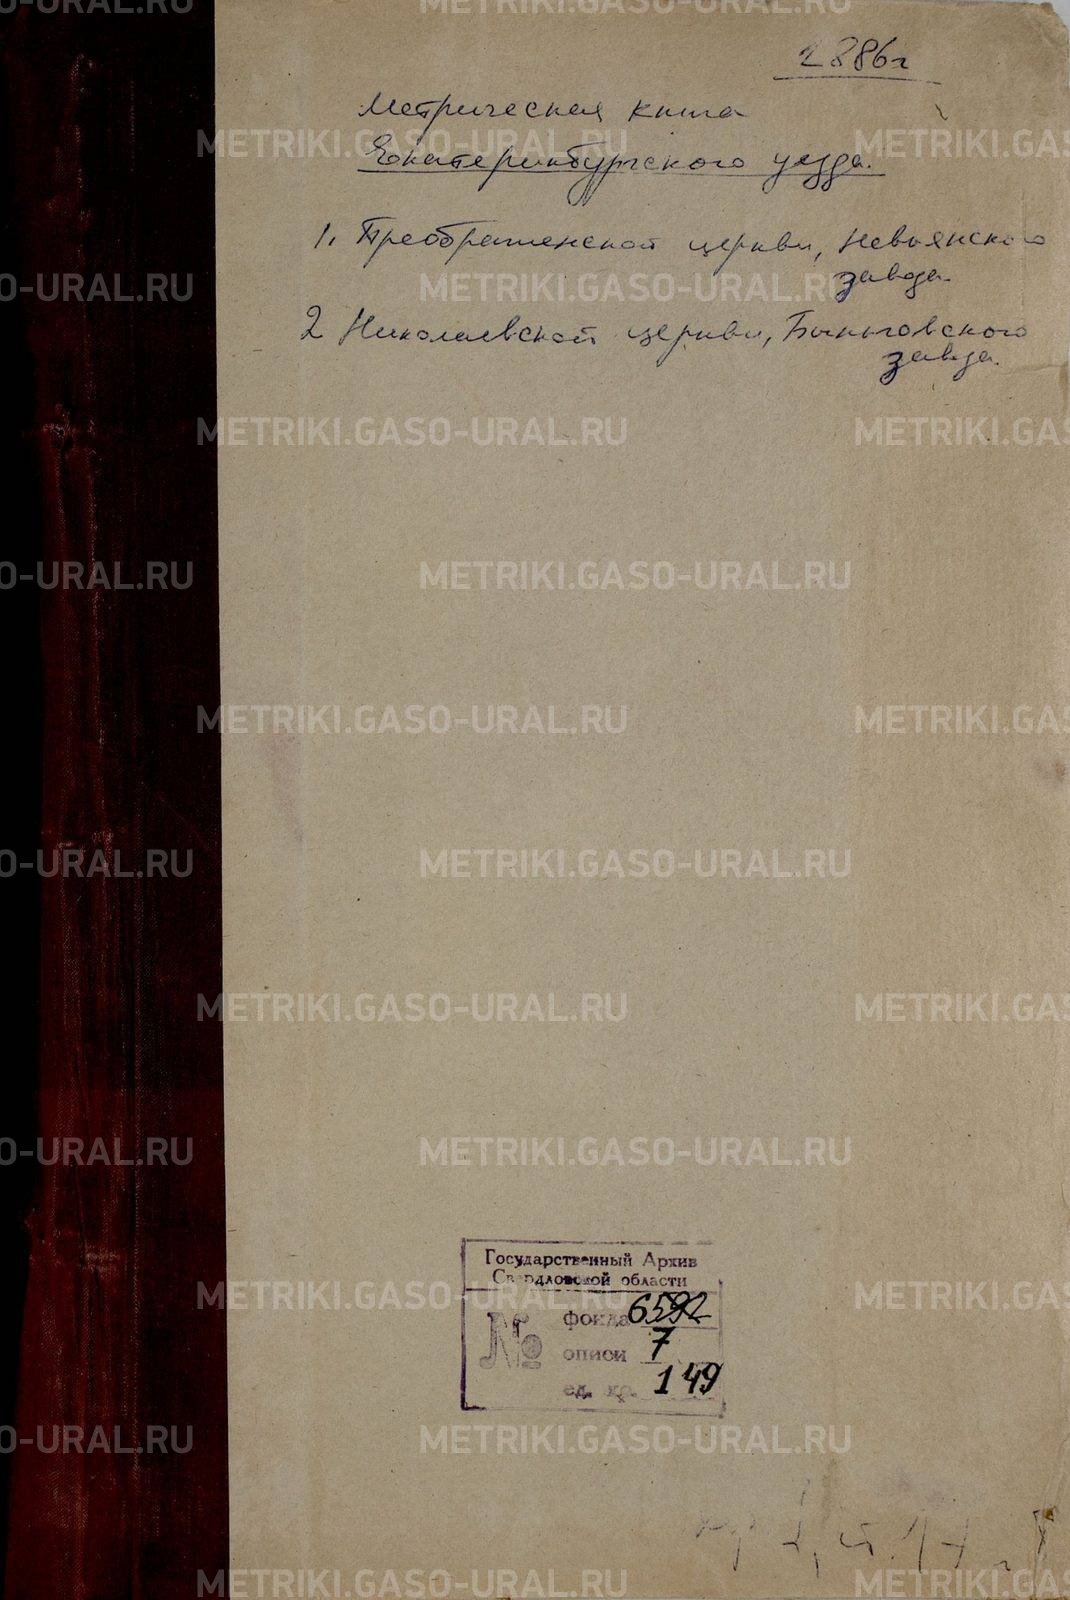 1886г
Метрическая книга
Екатеринбургского уезда.
1. Преображенской церкви, Невьянского
завода.
2 Николаевской церкви, Быньговского
завода.
Государственный Архив
Свердловской области
№
фонда 6592
описи 7
ед. хр. 149
METRIKI.GASO-URAL.RU